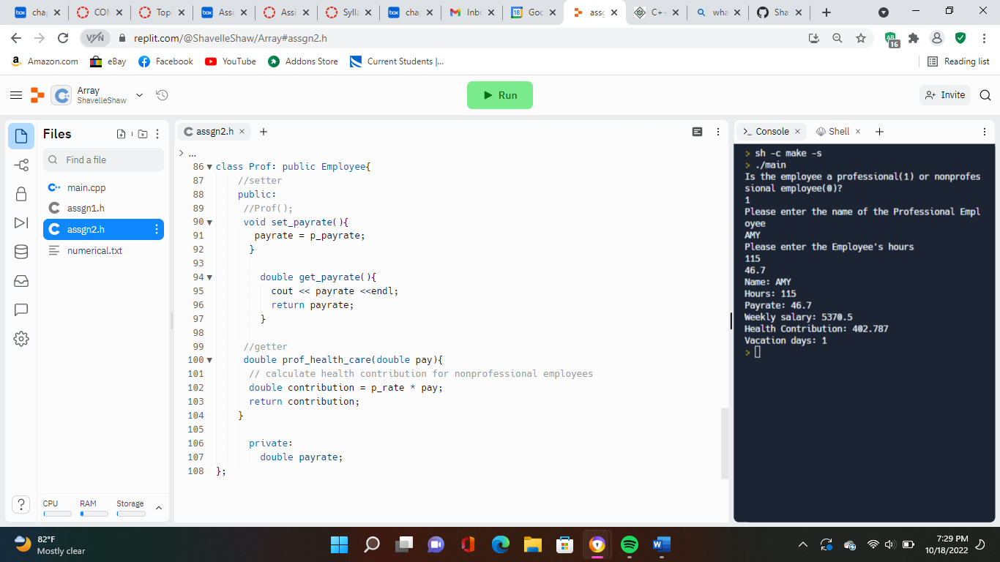 chap
COM
Topi
Assi
Assi
Sylla
chap
Inbo
18
Goo
assg
C++
wha
Sha
VPN
replit.com/@ShavelleShaw/Array#assgn2.h
16
Amazon.com
eBay
Facebook
YouTube
Addons Store
Current Students |...
Reading list
Array
ShavelleShaw
Run
Invite
Files
Find a file
main.cpp
assgn1.h
assgn2.h
numerical.txt
CPU
RAM
Storage
assgn2.h
...
86 class Prof: public Employee{
87 //setter
88 public:
89 //Prof();
90 void set_payrate(){
91 payrate = p_payrate;
92 }
93
94 double get_payrate(){
95 cout << payrate <<endl;
96 return payrate;
97 }
98
99 //getter
100 double prof_health_care(double pay){
101 // calculate health contribution for nonprofessional employees
102 double contribution = p_rate * pay;
103 return contribution;
104 }
105
106 private:
107 double payrate;
108 };
Console
Shell
> sh -c make -s
> ./main
Is the employee a professional(1) or nonprofes
sional employee(0)?
1
Please enter the name of the Professional Empl
oyee
AMY
Please enter the Employee's hours
115
46.7
Name: AMY
Hours: 115
Payrate: 46.7
Weekly salary: 5370.5
Health Contribution: 402.787
Vacation days: 1
>
82°F
Mostly clear
7:29 PM
10/18/2022